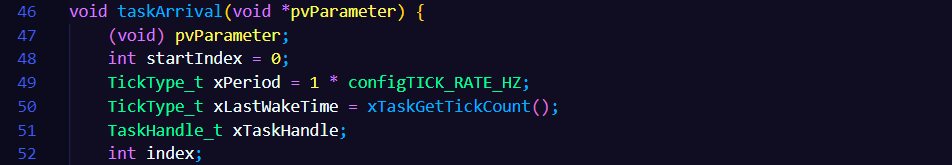 46 void taskArrival(void *pvParameter) {
47     (void) pvParameter;
48     int startIndex = 0;
49     TickType_t xPeriod = 1 * configTICK_RATE_HZ;
50     TickType_t xLastWakeTime = xTaskGetTickCount();
51     TaskHandle_t xTaskHandle;
52     int index;